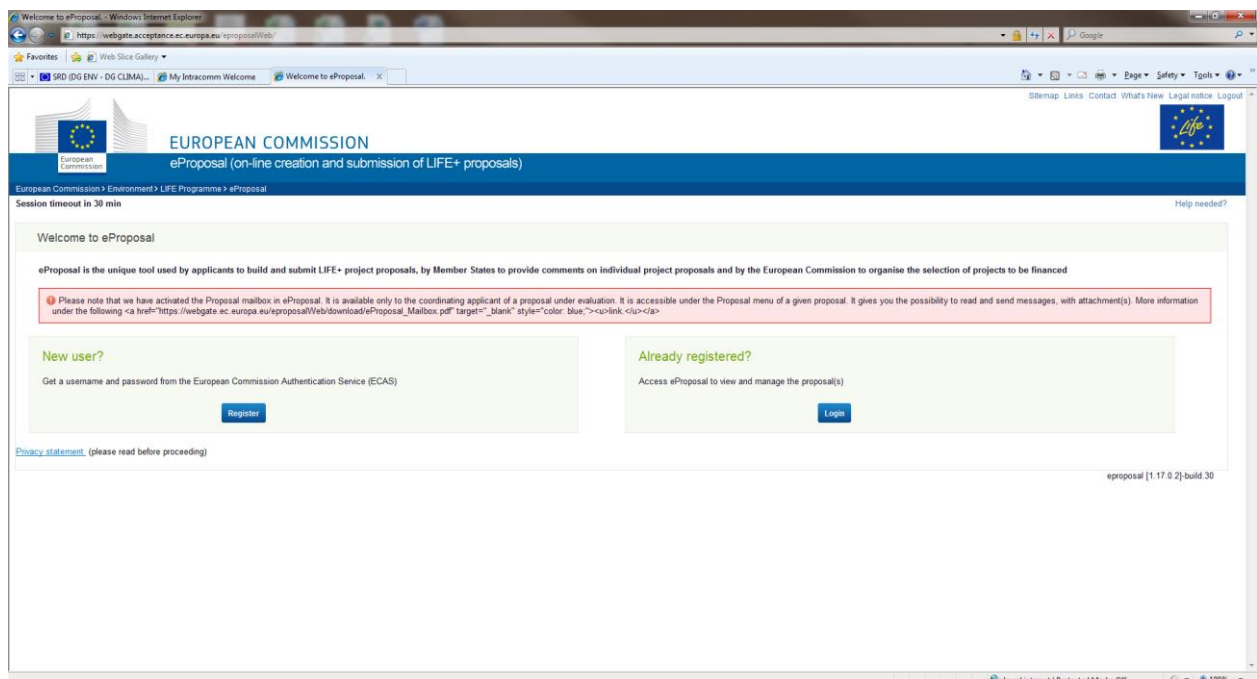 Welcome to eProposal. - Windows Internet Explorer
https://webgate.acceptance.ec.europa.eu/eproposalWeb/
Google
Favorites Web Slice Gallery
SRD (DG ENV - DG CLIMA)... My Intracomm Welcome Welcome to eProposal. X
Page Safety Tools
Sitemap Links Contact What's New Legal notice Logout
Life
EUROPEAN COMMISSION
European
Commission
eProposal (on-line creation and submission of LIFE+ proposals)
European Commission > Environment > LIFE Programme > eProposal
Session timeout in 30 min
Help needed?
Welcome to eProposal
eProposal is the unique tool used by applicants to build and submit LIFE+ project proposals, by Member States to provide comments on individual project proposals and by the European Commission to organise the selection of projects to be financed
Please note that we have activated the Proposal mailbox in eProposal. It is available only to the coordinating applicant of a proposal under evaluation. It is accessible under the Proposal menu of a given proposal. It gives you the possibility to read and send messages, with attachment(s). More information
under the following <a href="https://webgate.ec.europa.eu/eproposalWeb/download/eProposal_Mailbox.pdf" target="_blank" style="color: blue;"><u>link.</u></a>
New user?
Get a username and password from the European Commission Authentication Service (ECAS)
Register
Already registered?
Access eProposal to view and manage the proposal(s)
Login
Privacy statement (please read before proceeding)
eproposal [1.17.0.2]-build.30